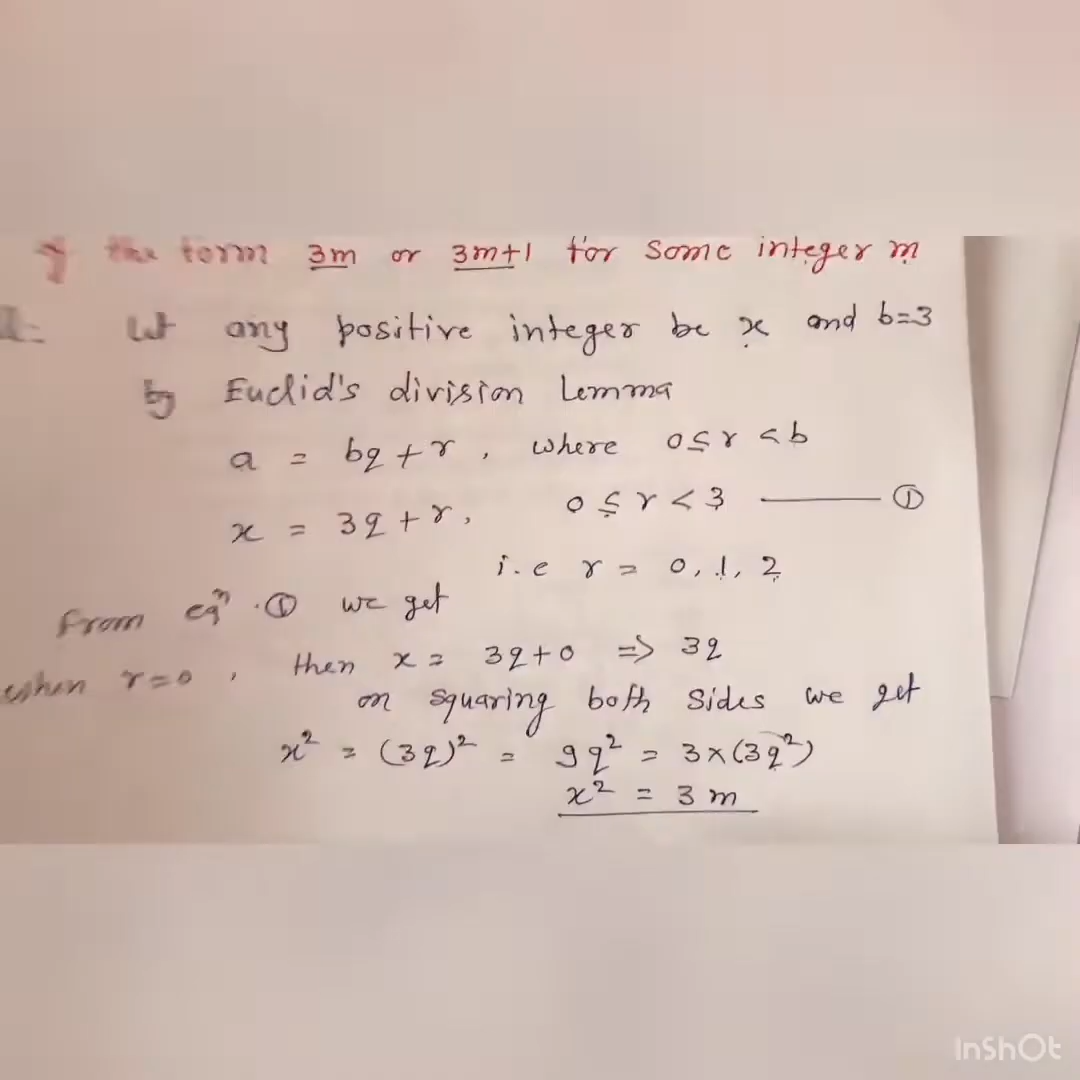 of the form 3m or 3m+1 for some integer m
Let any positive integer be x and b=3
by Euclid's division Lemma
a = bq + r , where 0 ≤ r < b
x = 3q + r , 0 ≤ r < 3 ——— ①
i.e r = 0, 1, 2
From eqⁿ . ① we get
when r = 0 , then x = 3q + 0 => 3q
on squaring both sides we get
x² = (3q)² = 9q² = 3×(3q²)
x² = 3m
InShOt